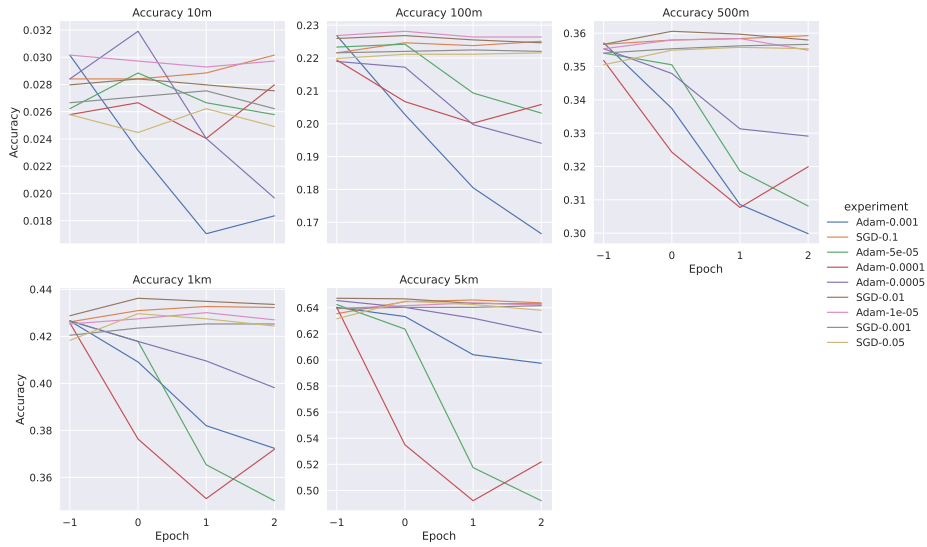 Accuracy 10m
0.032
0.030
0.028
0.026
0.024
0.022
0.020
0.018
Accuracy
Accuracy 100m
0.23
0.22
0.21
0.20
0.19
0.18
0.17
Accuracy 500m
0.36
0.35
0.34
0.33
0.32
0.31
0.30
Epoch
experiment
Adam-0.001
SGD-0.1
Adam-5e-05
Adam-0.0001
Adam-0.0005
SGD-0.01
Adam-1e-05
SGD-0.001
SGD-0.05
−1 0 1 2
Accuracy 1km
0.44
0.42
0.40
0.38
0.36
Accuracy
−1 0 1 2
Epoch
Accuracy 5km
0.64
0.62
0.60
0.58
0.56
0.54
0.52
0.50
−1 0 1 2
Epoch